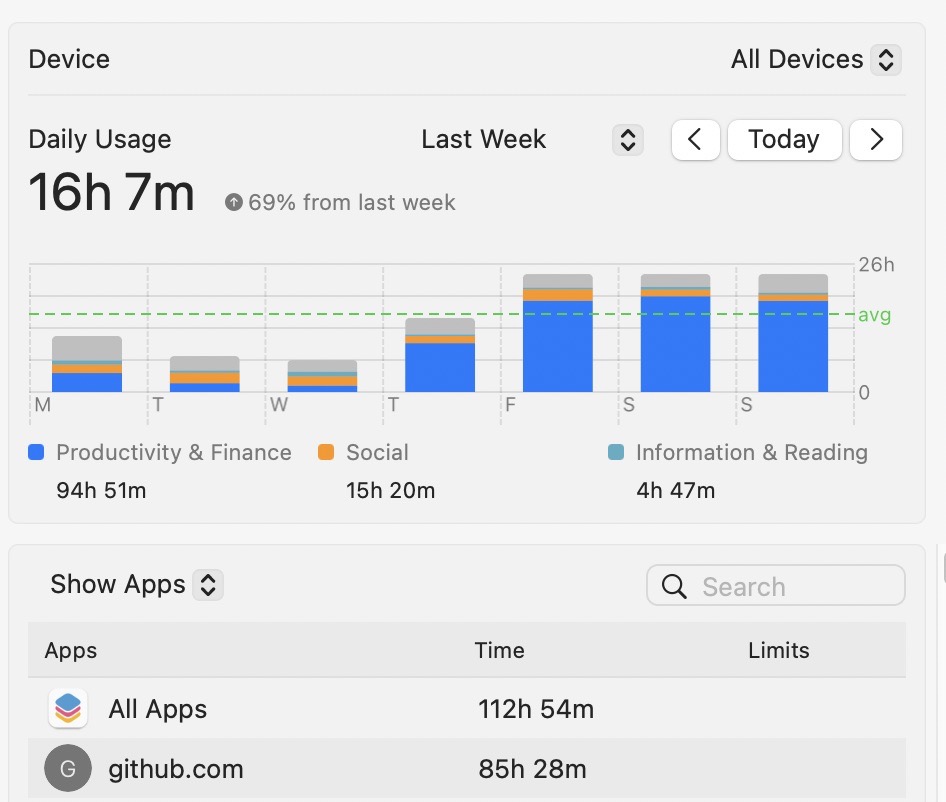 Device All Devices
Daily Usage Last Week Today
16h 7m 69% from last week
26h
avg
0
M T W T F S S
Productivity & Finance Social Information & Reading
94h 51m 15h 20m 4h 47m
Show Apps Search
Apps Time Limits
All Apps 112h 54m
G github.com 85h 28m